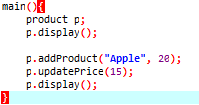 main(){
product p;
p.display();
p.addProduct("Apple", 20);
p.updatePrice(15);
p.display();
}